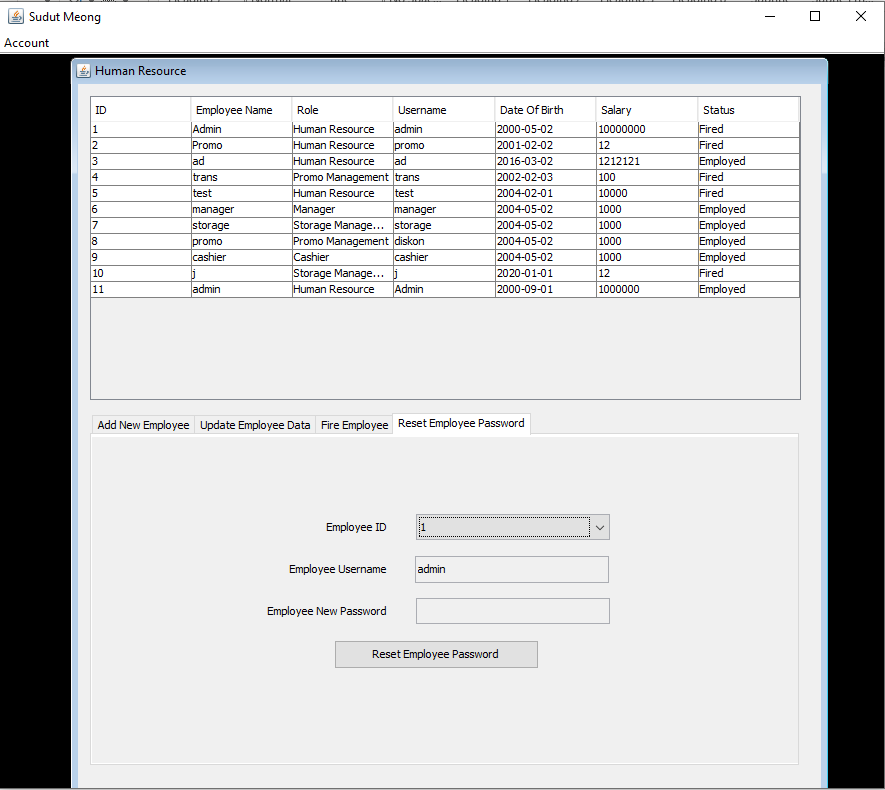 Sudut Meong
Account
Human Resource
ID Employee Name Role Username Date Of Birth Salary Status
1 Admin Human Resource admin 2000-05-02 10000000 Fired
2 Promo Human Resource promo 2001-02-02 12 Fired
3 ad Human Resource ad 2016-03-02 1212121 Employed
4 trans Promo Management trans 2002-02-03 100 Fired
5 test Human Resource test 2004-02-01 10000 Fired
6 manager Manager manager 2004-05-02 1000 Employed
7 storage Storage Manage... storage 2004-05-02 1000 Employed
8 promo Promo Management diskon 2004-05-02 1000 Employed
9 cashier Cashier cashier 2004-05-02 1000 Employed
10 j Storage Manage... j 2020-01-01 12 Fired
11 admin Human Resource Admin 2000-09-01 1000000 Employed
Add New Employee Update Employee Data Fire Employee Reset Employee Password
Employee ID 1
Employee Username admin
Employee New Password
Reset Employee Password